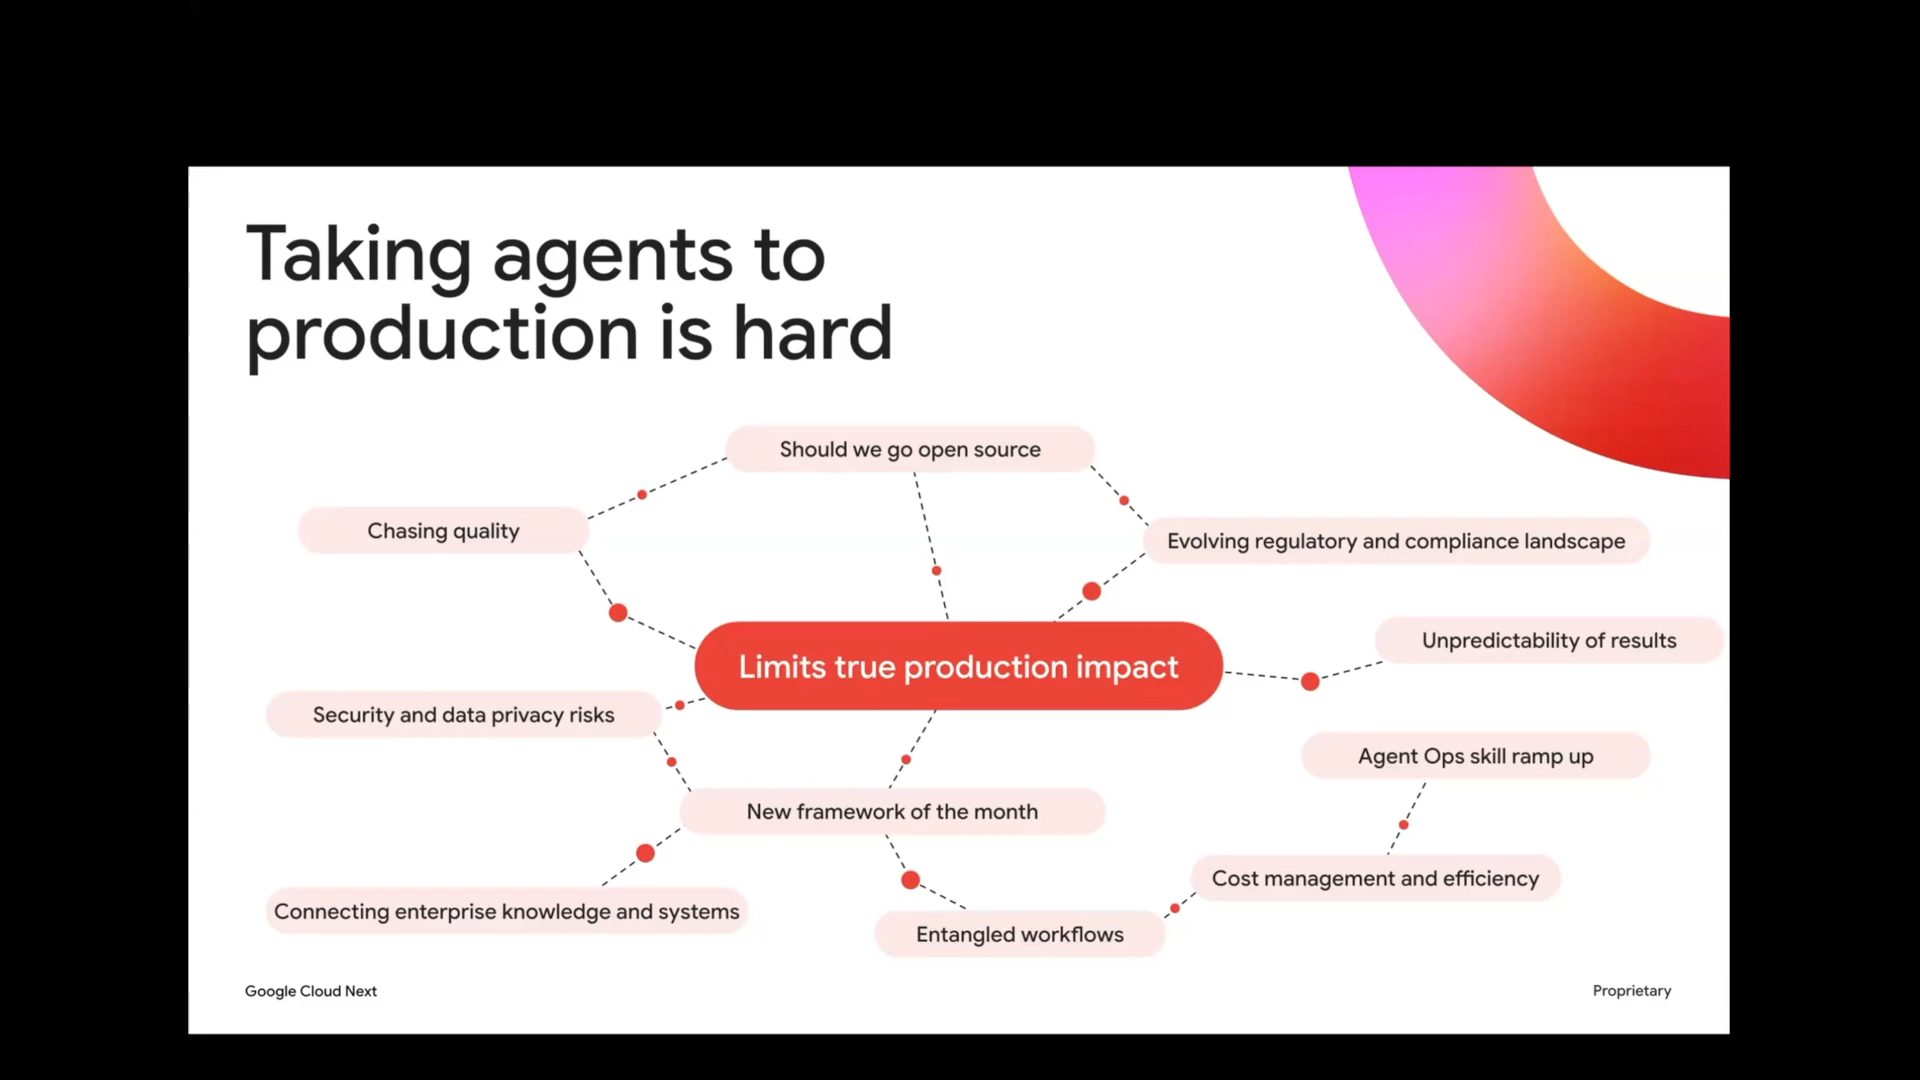 Taking agents to
production is hard
Should we go open source
Chasing quality
Evolving regulatory and compliance landscape
Unpredictability of results
Limits true production impact
Security and data privacy risks
Agent Ops skill ramp up
New framework of the month
Cost management and efficiency
Connecting enterprise knowledge and systems
Entangled workflows
Google Cloud Next
Proprietary